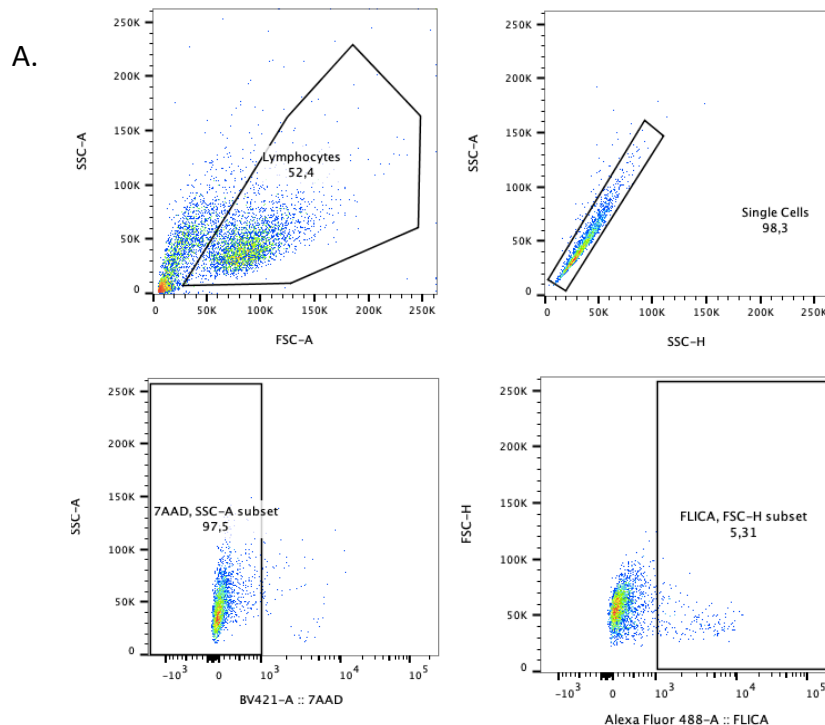 A.
250K
200K
150K
100K
50K
0
SSC-A
Lymphocytes
52,4
0 50K 100K 150K 200K 250K
FSC-A
250K
200K
150K
100K
50K
0
SSC-A
Single Cells
98,3
0 50K 100K 150K 200K 250K
SSC-H
250K
200K
150K
100K
50K
0
SSC-A
7AAD, SSC-A subset
97,5
-10³ 0 10³ 10⁴ 10⁵
BV421-A :: 7AAD
250K
200K
150K
100K
50K
0
FSC-H
FLICA, FSC-H subset
5,31
-10³ 0 10³ 10⁴ 10⁵
Alexa Fluor 488-A :: FLICA